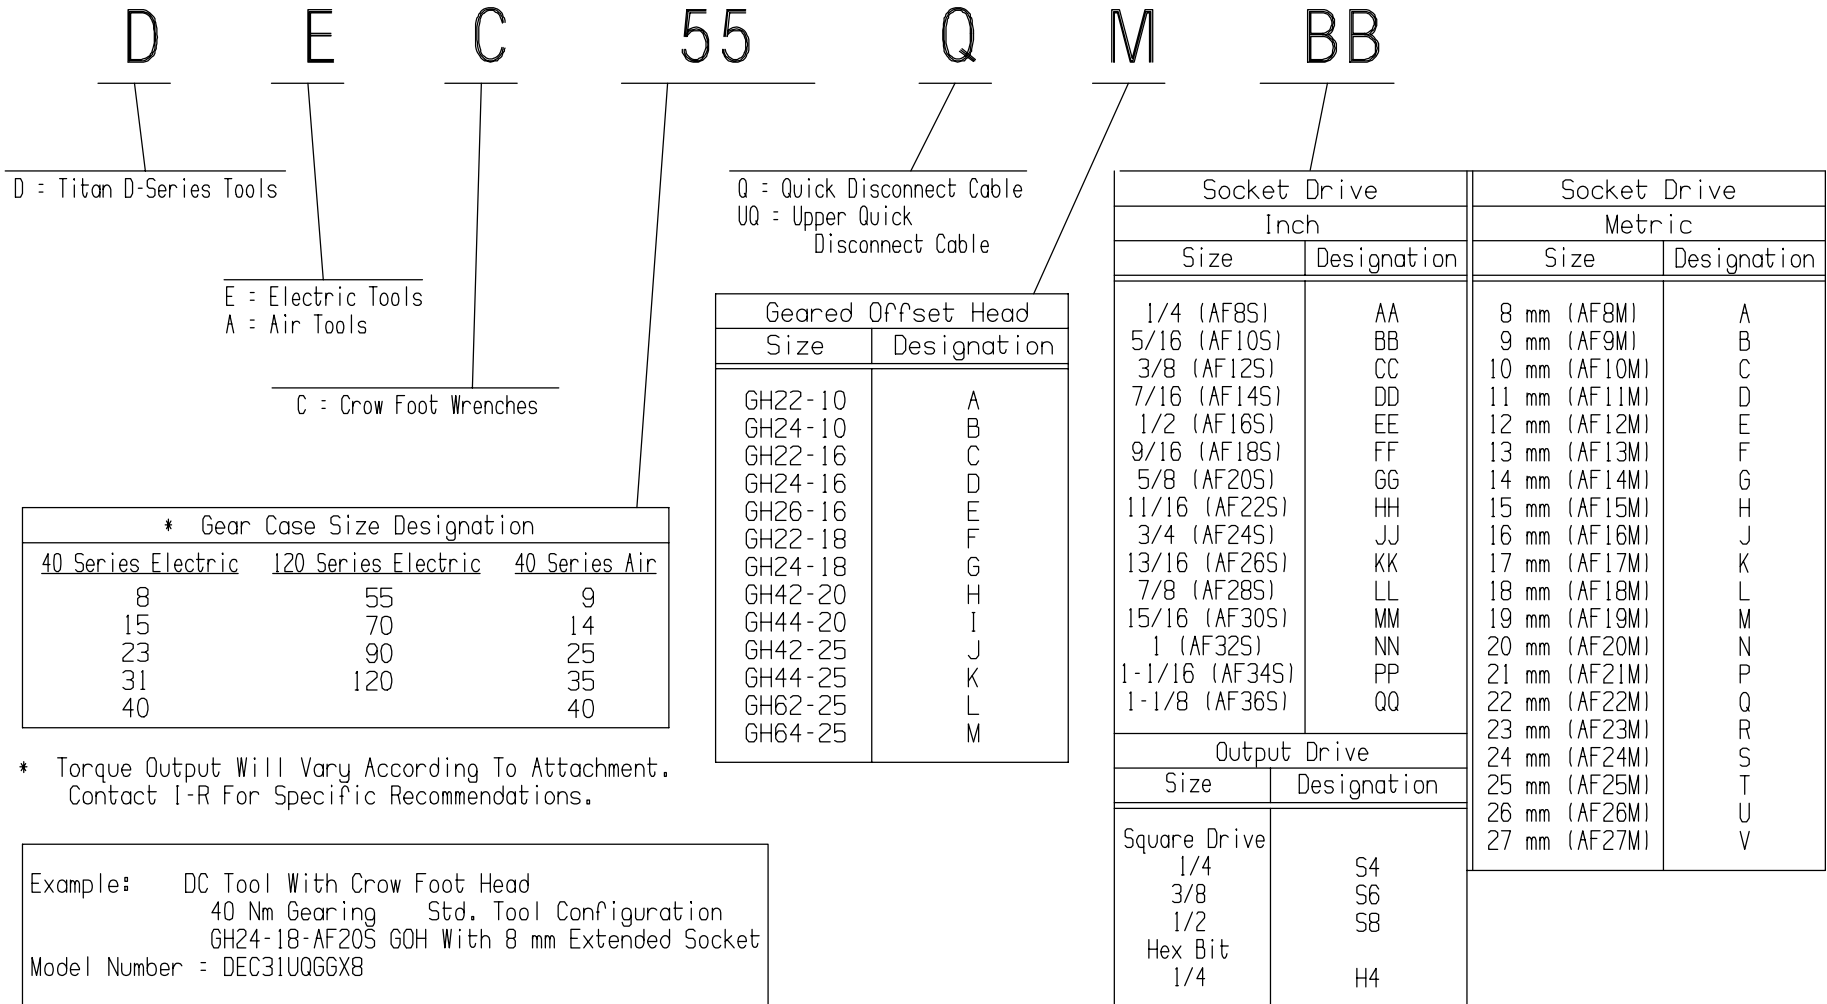 D E C 55 Q M BB
D = Titan D-Series Tools
E = Electric Tools
A = Air Tools
C = Crow Foot Wrenches
* Gear Case Size Designation
40 Series Electric 120 Series Electric 40 Series Air
8 55 9
15 70 14
23 90 25
31 120 35
40 40
* Torque Output Will Vary According To Attachment.
Contact I-R For Specific Recommendations.
Example: DC Tool With Crow Foot Head
40 Nm Gearing Std. Tool Configuration
GH24-18-AF20S GOH With 8 mm Extended Socket
Model Number = DEC31UQGGX8
Q = Quick Disconnect Cable
UQ = Upper Quick
Disconnect Cable
Geared Offset Head
Size Designation
GH22-10 A
GH24-10 B
GH22-16 C
GH24-16 D
GH26-16 E
GH22-18 F
GH24-18 G
GH42-20 H
GH44-20 I
GH42-25 J
GH44-25 K
GH62-25 L
GH64-25 M
Socket Drive
Inch
Size Designation
1/4 (AF8S) AA
5/16 (AF10S) BB
3/8 (AF12S) CC
7/16 (AF14S) DD
1/2 (AF16S) EE
9/16 (AF18S) FF
5/8 (AF20S) GG
11/16 (AF22S) HH
3/4 (AF24S) JJ
13/16 (AF26S) KK
7/8 (AF28S) LL
15/16 (AF30S) MM
1 (AF32S) NN
1-1/16 (AF34S) PP
1-1/8 (AF36S) QQ
Output Drive
Size Designation
Square Drive
1/4 S4
3/8 S6
1/2 S8
Hex Bit
1/4 H4
Socket Drive
Metric
Size Designation
8 mm (AF8M) A
9 mm (AF9M) B
10 mm (AF10M) C
11 mm (AF11M) D
12 mm (AF12M) E
13 mm (AF13M) F
14 mm (AF14M) G
15 mm (AF15M) H
16 mm (AF16M) J
17 mm (AF17M) K
18 mm (AF18M) L
19 mm (AF19M) M
20 mm (AF20M) N
21 mm (AF21M) P
22 mm (AF22M) Q
23 mm (AF23M) R
24 mm (AF24M) S
25 mm (AF25M) T
26 mm (AF26M) U
27 mm (AF27M) V